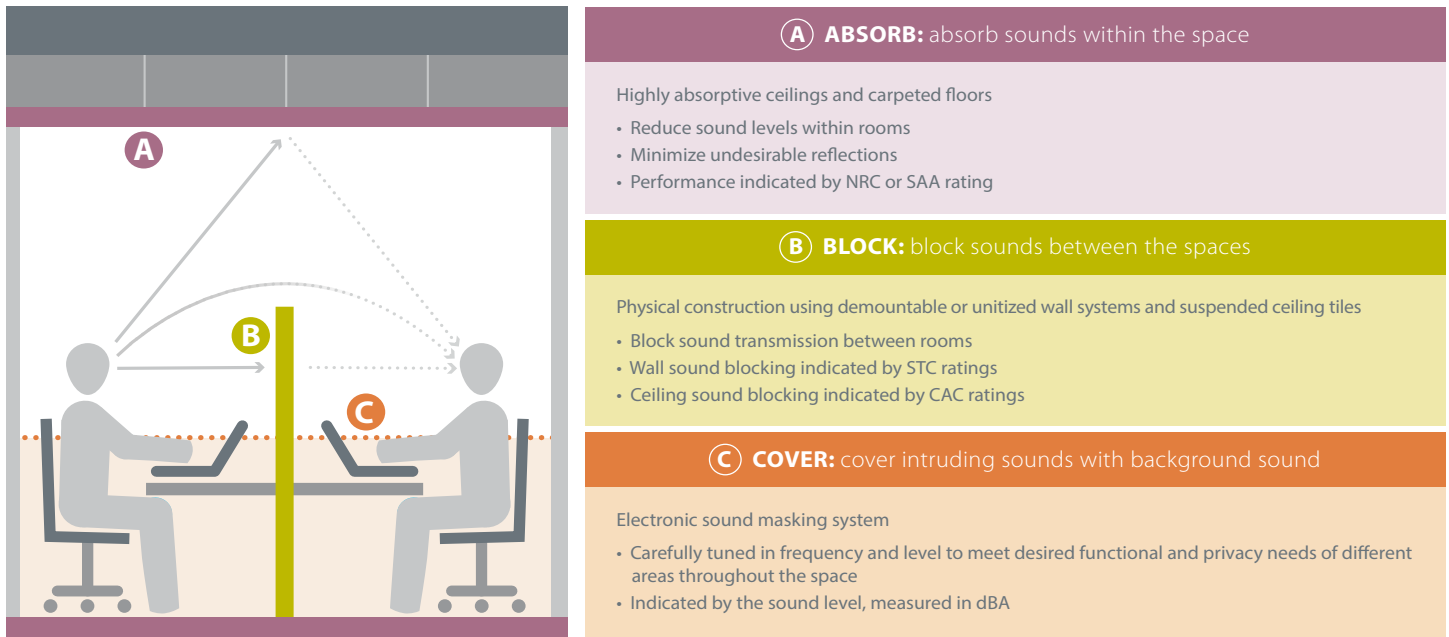 A
B
C
A ABSORB: absorb sounds within the space
Highly absorptive ceilings and carpeted floors
• Reduce sound levels within rooms
• Minimize undesirable reflections
• Performance indicated by NRC or SAA rating
B BLOCK: block sounds between the spaces
Physical construction using demountable or unitized wall systems and suspended ceiling tiles
• Block sound transmission between rooms
• Wall sound blocking indicated by STC ratings
• Ceiling sound blocking indicated by CAC ratings
C COVER: cover intruding sounds with background sound
Electronic sound masking system
• Carefully tuned in frequency and level to meet desired functional and privacy needs of different
areas throughout the space
• Indicated by the sound level, measured in dBA